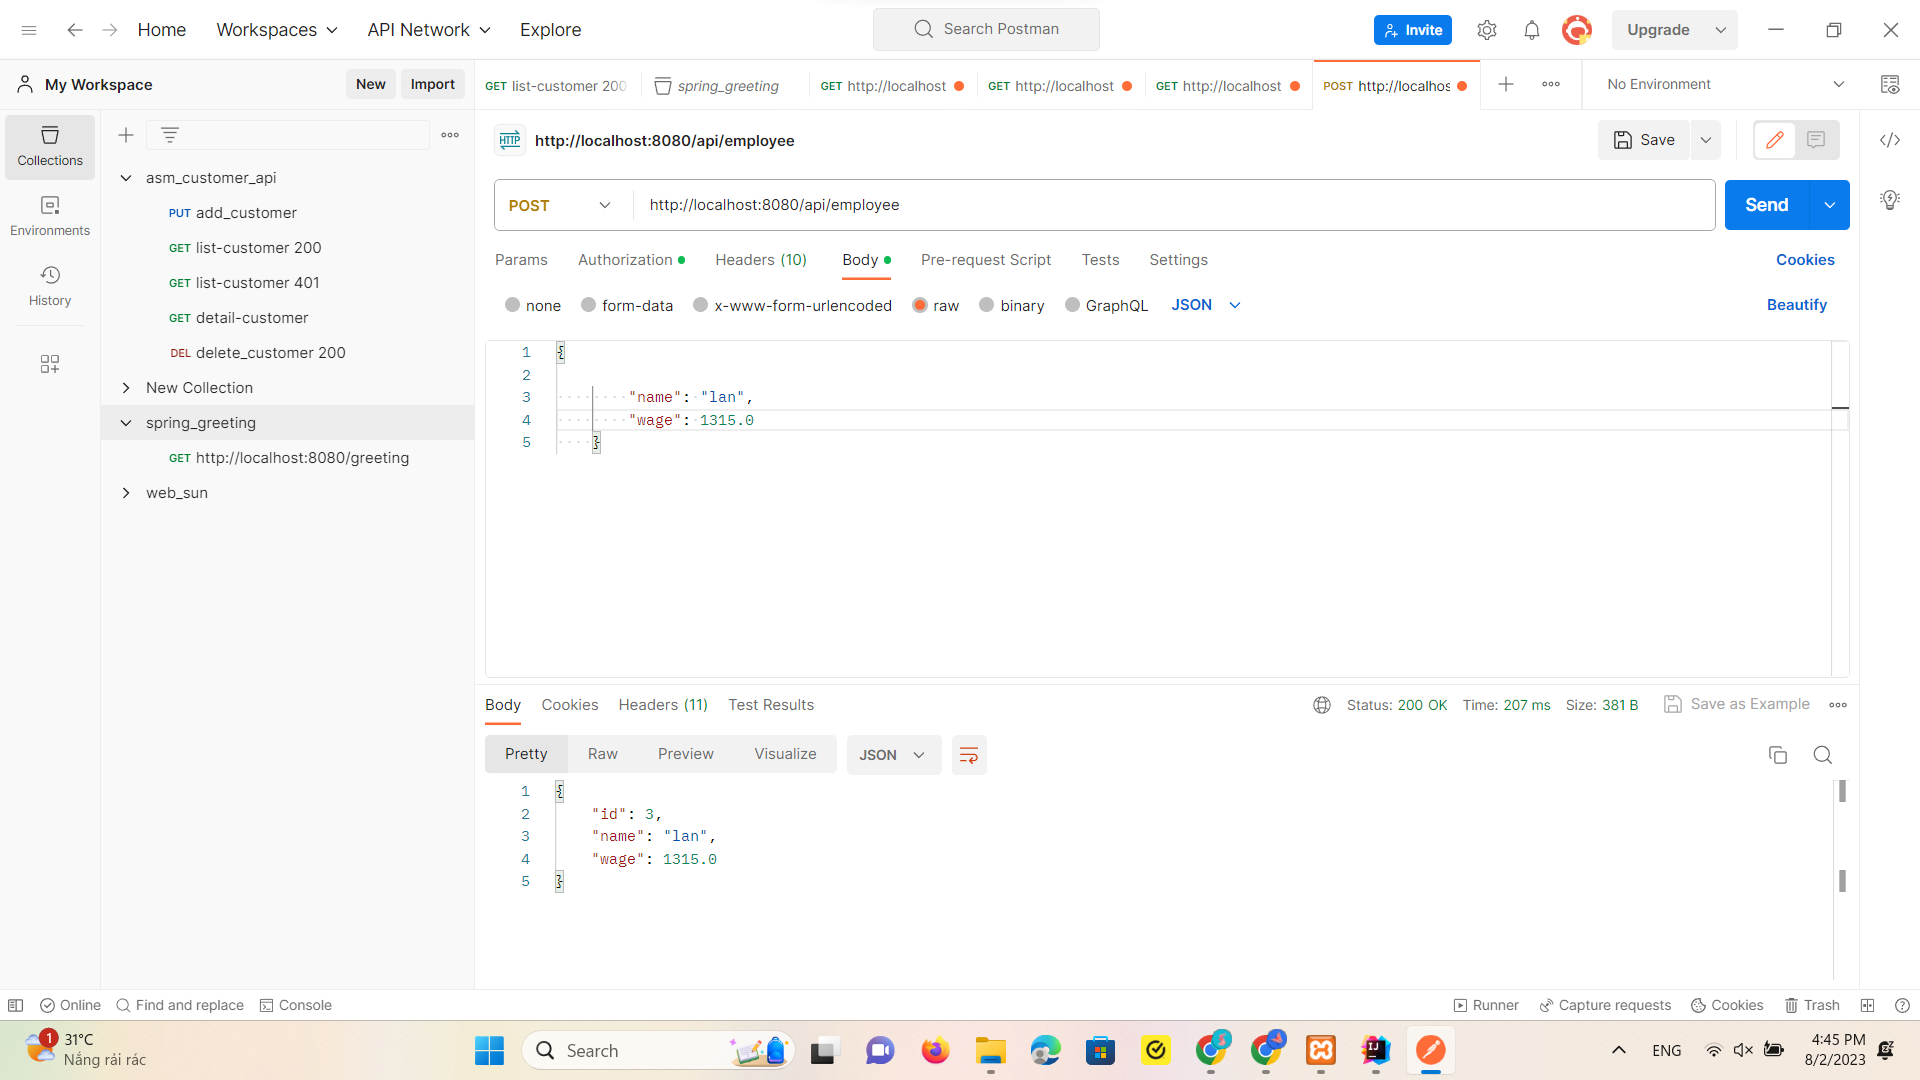 Home Workspaces API Network Explore Search Postman Invite Upgrade
My Workspace New Import GET list-customer 200 spring_greeting GET http://localhost GET http://localhost GET http://localhost POST http://localhos No Environment
Collections
Environments
History
asm_customer_api
PUT add_customer
GET list-customer 200
GET list-customer 401
GET detail-customer
DEL delete_customer 200
New Collection
spring_greeting
GET http://localhost:8080/greeting
web_sun
HTTP http://localhost:8080/api/employee Save
POST http://localhost:8080/api/employee Send
Params Authorization Headers (10) Body Pre-request Script Tests Settings Cookies
none form-data x-www-form-urlencoded raw binary GraphQL JSON Beautify
1 {
2
3 "name": "lan",
4 "wage": 1315.0
5 }
Body Cookies Headers (11) Test Results Status: 200 OK Time: 207 ms Size: 381 B Save as Example
Pretty Raw Preview Visualize JSON
1 {
2 "id": 3,
3 "name": "lan",
4 "wage": 1315.0
5 }
Online Find and replace Console Runner Capture requests Cookies Trash
1 31°C
Nắng rải rác
Search
ENG
4:45 PM
8/2/2023